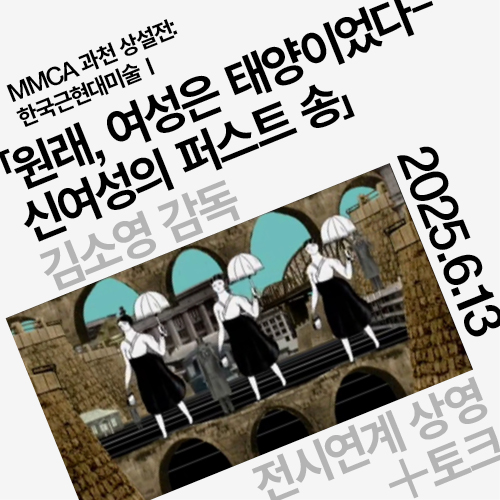 MMCA 과천 상설전:
한국근현대미술 I
「원래, 여성은 태양이었다–
신여성의 퍼스트 송」
김소영 감독
2025.6.13
전시연계 상영
+토크